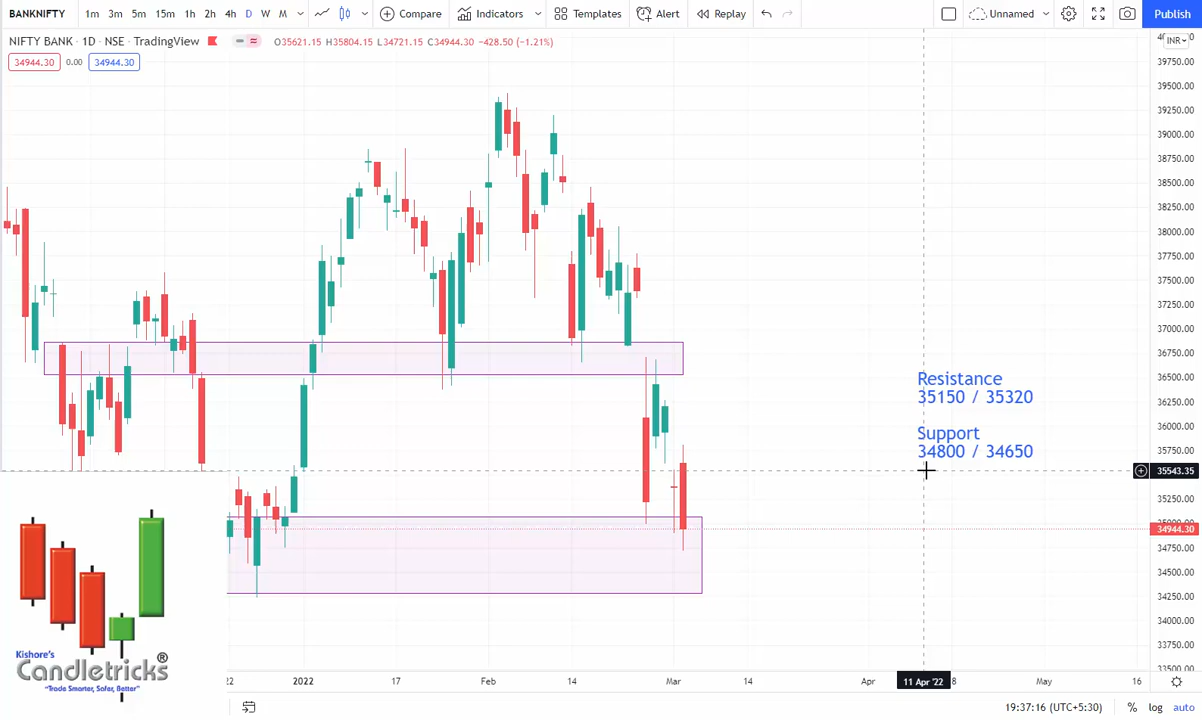 BANKNIFTY 1m 3m 5m 15m 1h 2h 4h D W M Compare Indicators Templates Alert Replay Unnamed Publish
NIFTY BANK · 1D · NSE · TradingView O35621.15 H35804.15 L34721.15 C34944.30 -428.50 (-1.21%)
INR
34944.30 0.00 34944.30
39750.00
39500.00
39250.00
39000.00
38750.00
38500.00
38250.00
38000.00
37750.00
37500.00
37250.00
37000.00
36750.00
36500.00
36250.00
36000.00
35750.00
35543.35
35250.00
35000.00
34944.30
34750.00
34500.00
34250.00
34000.00
33750.00
33500.00
Resistance
35150 / 35320
Support
34800 / 34650
Kishore's
Candletricks®
"Trade Smarter, Safer, Better"
22 2022 17 Feb 14 Mar 14 Apr 11 Apr '22 8 May 16
19:37:16 (UTC+5:30) % log auto